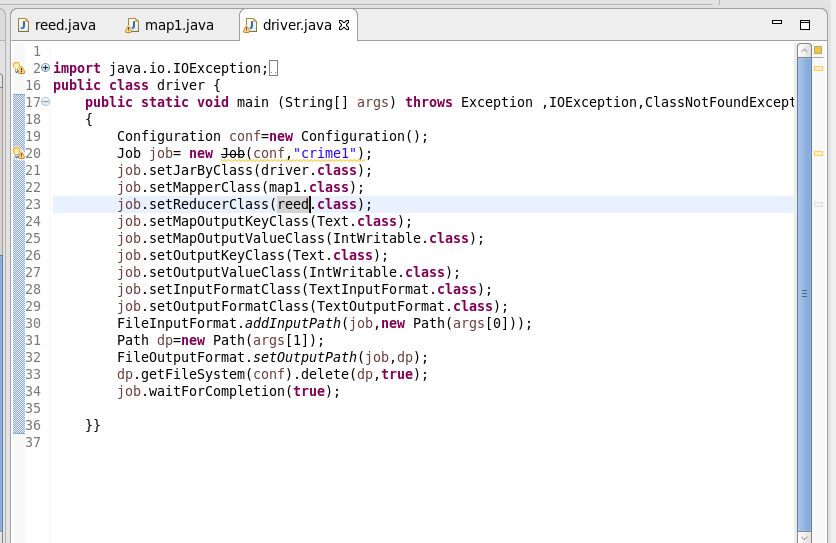 reed.java map1.java driver.java
1
2 import java.io.IOException;
16 public class driver {
17 public static void main (String[] args) throws Exception ,IOException,ClassNotFoundExcept
18 {
19 Configuration conf=new Configuration();
20 Job job= new Job(conf,"crime1");
21 job.setJarByClass(driver.class);
22 job.setMapperClass(map1.class);
23 job.setReducerClass(reed.class);
24 job.setMapOutputKeyClass(Text.class);
25 job.setMapOutputValueClass(IntWritable.class);
26 job.setOutputKeyClass(Text.class);
27 job.setOutputValueClass(IntWritable.class);
28 job.setInputFormatClass(TextInputFormat.class);
29 job.setOutputFormatClass(TextOutputFormat.class);
30 FileInputFormat.addInputPath(job,new Path(args[0]));
31 Path dp=new Path(args[1]);
32 FileOutputFormat.setOutputPath(job,dp);
33 dp.getFileSystem(conf).delete(dp,true);
34 job.waitForCompletion(true);
35
36 }}
37